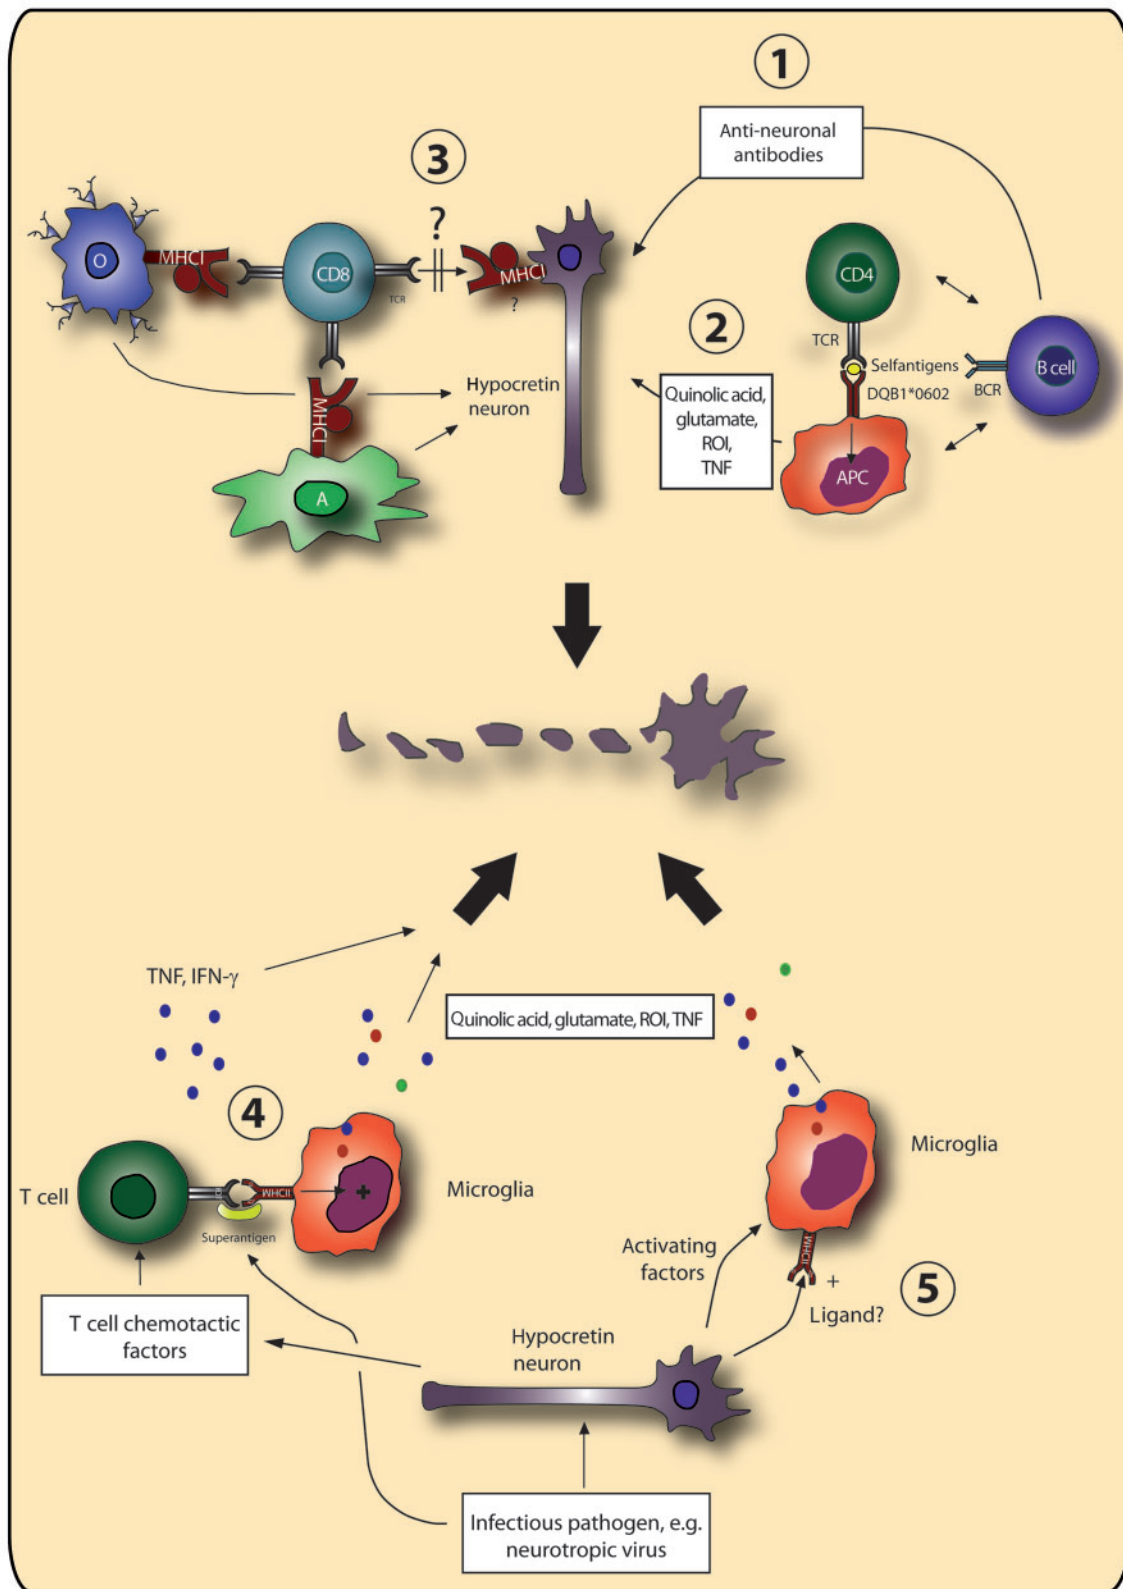 1
Anti-neuronal
antibodies
3
?
O
MHCI
CD8
TCR
MHCI
?
CD4
2
TCR
Selfantigens
DQB1*0602
BCR
B cell
Hypocretin
neuron
Quinolic acid,
glutamate,
ROI,
TNF
MHCI
A
APC
TNF, IFN-γ
Quinolic acid, glutamate, ROI, TNF
4
T cell
MHCII
Superantigen
Microglia
Microglia
MHCII
Activating
factors
+
Ligand?
5
T cell chemotactic
factors
Hypocretin
neuron
Infectious pathogen, e.g.
neurotropic virus